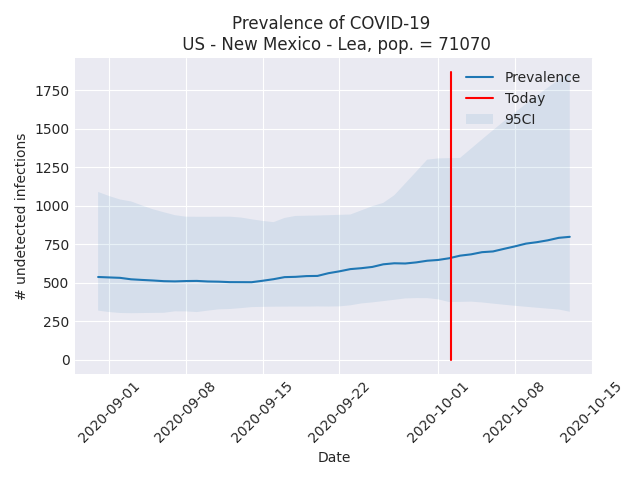 Prevalence of COVID-19
US - New Mexico - Lea, pop. = 71070
Prevalence
Today
95CI
1750
1500
1250
1000
750
500
250
0
# undetected infections
2020-09-01
2020-09-08
2020-09-15
2020-09-22
2020-10-01
2020-10-08
2020-10-15
Date